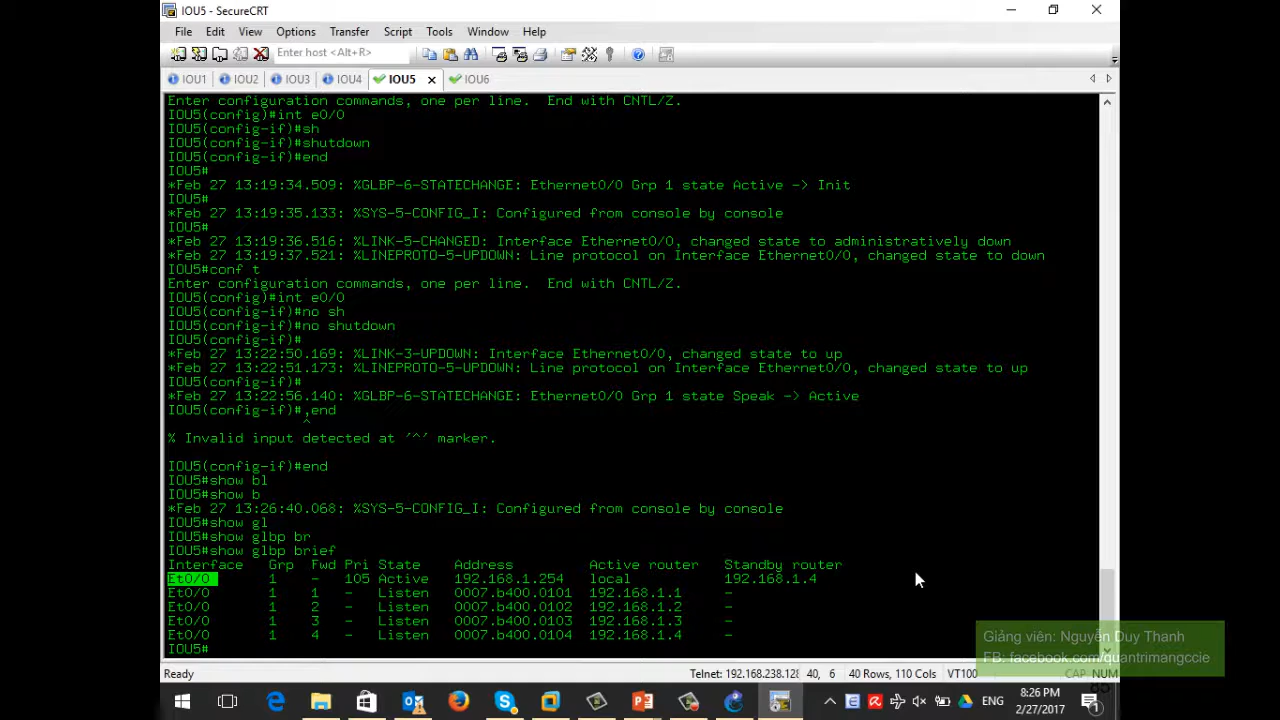 IOU5 - SecureCRT
File Edit View Options Transfer Script Tools Window Help
Enter host <Alt+R>
IOU1 IOU2 IOU3 IOU4 IOU5 IOU6
Enter configuration commands, one per line.  End with CNTL/Z.
IOU5(config)#int e0/0
IOU5(config-if)#sh
IOU5(config-if)#shutdown
IOU5(config-if)#end
IOU5#
*Feb 27 13:19:34.509: %GLBP-6-STATECHANGE: Ethernet0/0 Grp 1 state Active -> Init
IOU5#
*Feb 27 13:19:35.133: %SYS-5-CONFIG_I: Configured from console by console
IOU5#
*Feb 27 13:19:36.516: %LINK-5-CHANGED: Interface Ethernet0/0, changed state to administratively down
*Feb 27 13:19:37.521: %LINEPROTO-5-UPDOWN: Line protocol on Interface Ethernet0/0, changed state to down
IOU5#conf t
Enter configuration commands, one per line.  End with CNTL/Z.
IOU5(config)#int e0/0
IOU5(config-if)#no sh
IOU5(config-if)#no shutdown
IOU5(config-if)#
*Feb 27 13:22:50.169: %LINK-3-UPDOWN: Interface Ethernet0/0, changed state to up
*Feb 27 13:22:51.173: %LINEPROTO-5-UPDOWN: Line protocol on Interface Ethernet0/0, changed state to up
IOU5(config-if)#
*Feb 27 13:22:56.140: %GLBP-6-STATECHANGE: Ethernet0/0 Grp 1 state Speak -> Active
IOU5(config-if)#,end
^
% Invalid input detected at '^' marker.
IOU5(config-if)#end
IOU5#show bl
IOU5#show b
*Feb 27 13:26:40.068: %SYS-5-CONFIG_I: Configured from console by console
IOU5#show gl
IOU5#show glbp br
IOU5#show glbp brief
Interface Grp Fwd Pri State Address Active router Standby router
Et0/0 1 - 105 Active 192.168.1.254 local 192.168.1.4
Et0/0 1 1 - Listen 0007.b400.0101 192.168.1.1 -
Et0/0 1 2 - Listen 0007.b400.0102 192.168.1.2 -
Et0/0 1 3 - Listen 0007.b400.0103 192.168.1.3 -
Et0/0 1 4 - Listen 0007.b400.0104 192.168.1.4 -
IOU5#
Giảng viên: Nguyễn Duy Thanh
FB: facebook.com/quantrimangccie
Ready Telnet: 192.168.238.128 40, 6 40 Rows, 110 Cols VT100 CAP NUM
ENG
8:26 PM
2/27/2017